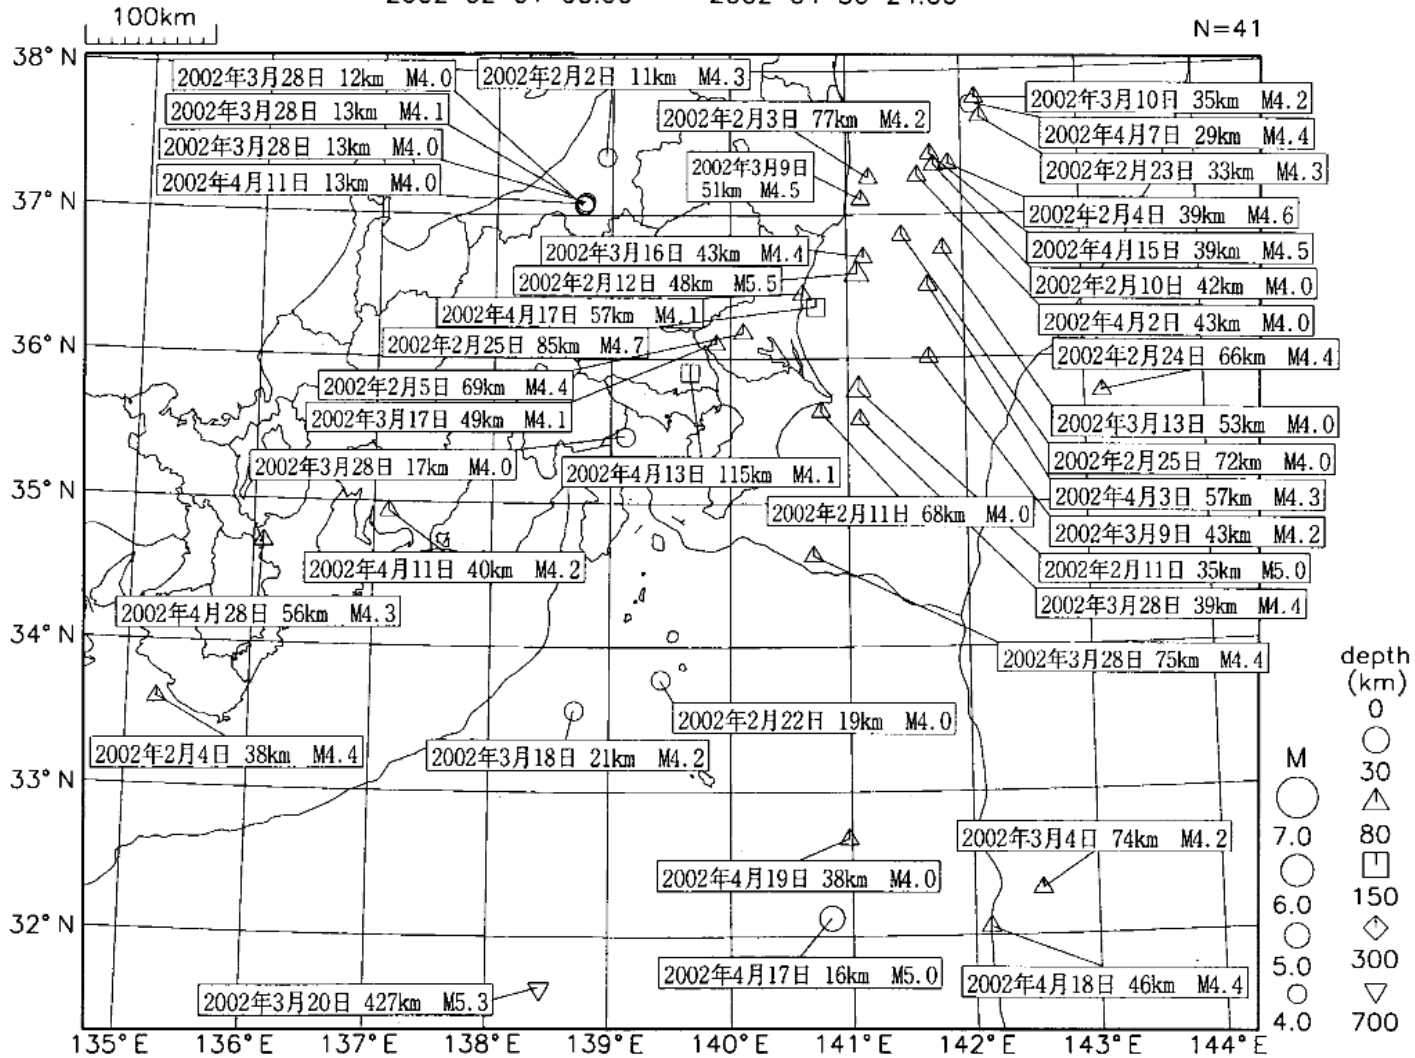 100km
N=41
38°N
2002年3月28日 12km M4.0
2002年2月2日 11km M4.3
2002年3月28日 13km M4.1
2002年2月3日 77km M4.2
2002年3月10日 35km M4.2
2002年4月7日 29km M4.4
2002年3月28日 13km M4.0
2002年3月9日
51km M4.5
2002年2月23日 33km M4.3
2002年4月11日 13km M4.0
37°N
2002年2月4日 39km M4.6
2002年3月16日 43km M4.4
2002年4月15日 39km M4.5
2002年2月12日 48km M5.5
2002年2月10日 42km M4.0
2002年4月17日 57km M4.1
2002年4月2日 43km M4.0
36°N
2002年2月25日 85km M4.7
2002年2月24日 66km M4.4
2002年2月5日 69km M4.4
2002年3月17日 49km M4.1
2002年3月13日 53km M4.0
2002年3月28日 17km M4.0
2002年4月13日 115km M4.1
2002年2月25日 72km M4.0
35°N
2002年4月3日 57km M4.3
2002年2月11日 68km M4.0
2002年3月9日 43km M4.2
2002年4月11日 40km M4.2
2002年2月11日 35km M5.0
2002年4月28日 56km M4.3
2002年3月28日 39km M4.4
34°N
2002年3月28日 75km M4.4
2002年2月22日 19km M4.0
2002年2月4日 38km M4.4
2002年3月18日 21km M4.2
33°N
2002年3月4日 74km M4.2
2002年4月19日 38km M4.0
32°N
2002年4月17日 16km M5.0
2002年4月18日 46km M4.4
2002年3月20日 427km M5.3
135°E 136°E 137°E 138°E 139°E 140°E 141°E 142°E 143°E 144°E
M
7.0
6.0
5.0
4.0
depth
(km)
0
30
80
150
300
700